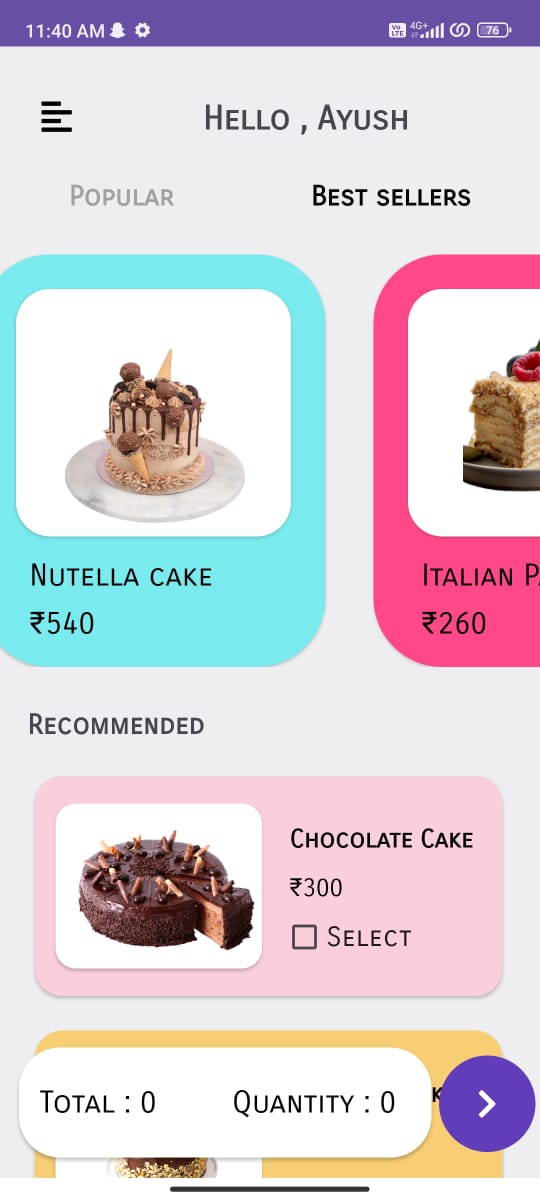 11:40 AM Vo LTE 4G+ 76
Hello , Ayush
Popular Best sellers
Nutella cake
₹540
Italian
₹260
Recommended
Chocolate Cake
₹300
Select
Total : 0 Quantity : 0